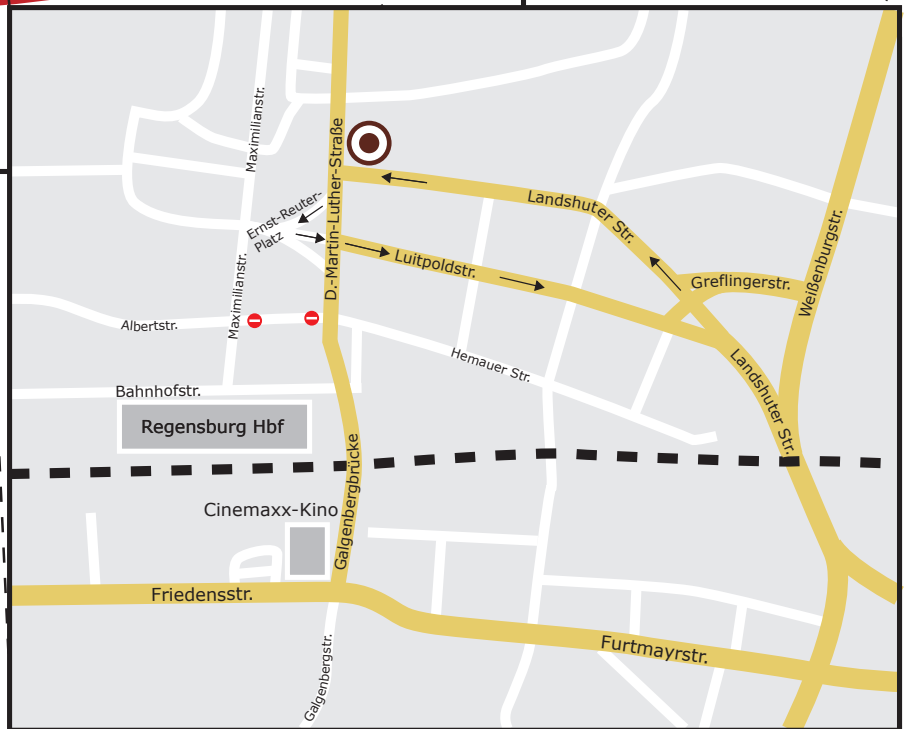 Maximilianstr.
D.-Martin-Luther-Straße
Ernst-Reuter-
Platz
Landshuter Str.
Luitpoldstr.
Greflingerstr.
Weißenburgstr.
Maximilianstr.
Albertstr.
Hemauer Str.
Landshuter Str.
Bahnhofstr.
Regensburg Hbf
Galgenbergbrücke
Cinemaxx-Kino
Friedensstr.
Furtmayrstr.
Galgenbergstr.